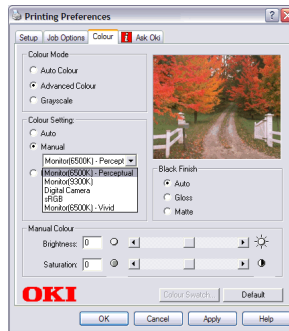 Printing Preferences
Setup Job Options Colour Ask Oki
Colour Mode
Auto Colour
Advanced Colour
Grayscale
Colour Setting:
Auto
Manual
Monitor(6500K) - Percept
Monitor(6500K) - Perceptual
Monitor(9300K)
Digital Camera
sRGB
Monitor(6500K) - Vivid
Black Finish
Auto
Gloss
Matte
Manual Colour
Brightness: 0
Saturation: 0
OKI
Colour Swatch...
Default
OK Cancel Apply Help